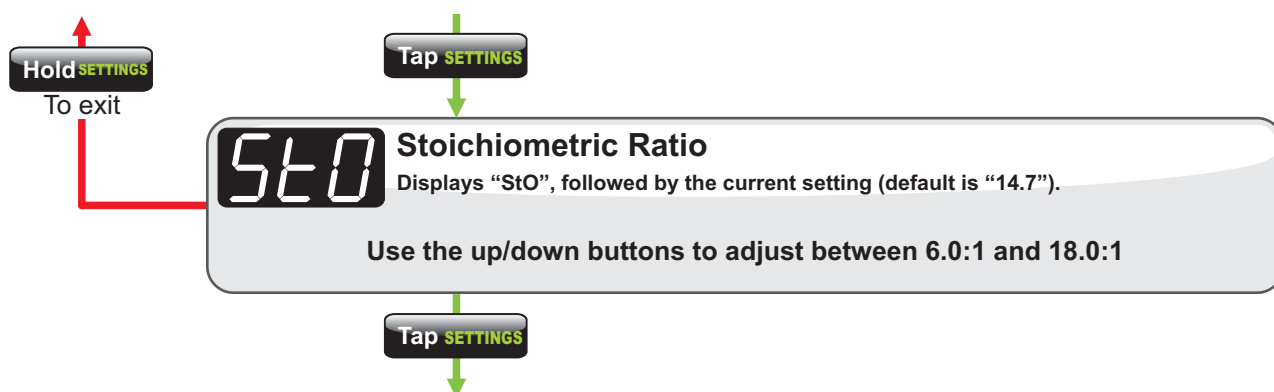 Hold SETTINGS
To exit
Tap SETTINGS
StO
Stoichiometric Ratio
Displays “StO”, followed by the current setting (default is “14.7”).
Use the up/down buttons to adjust between 6.0:1 and 18.0:1
Tap SETTINGS